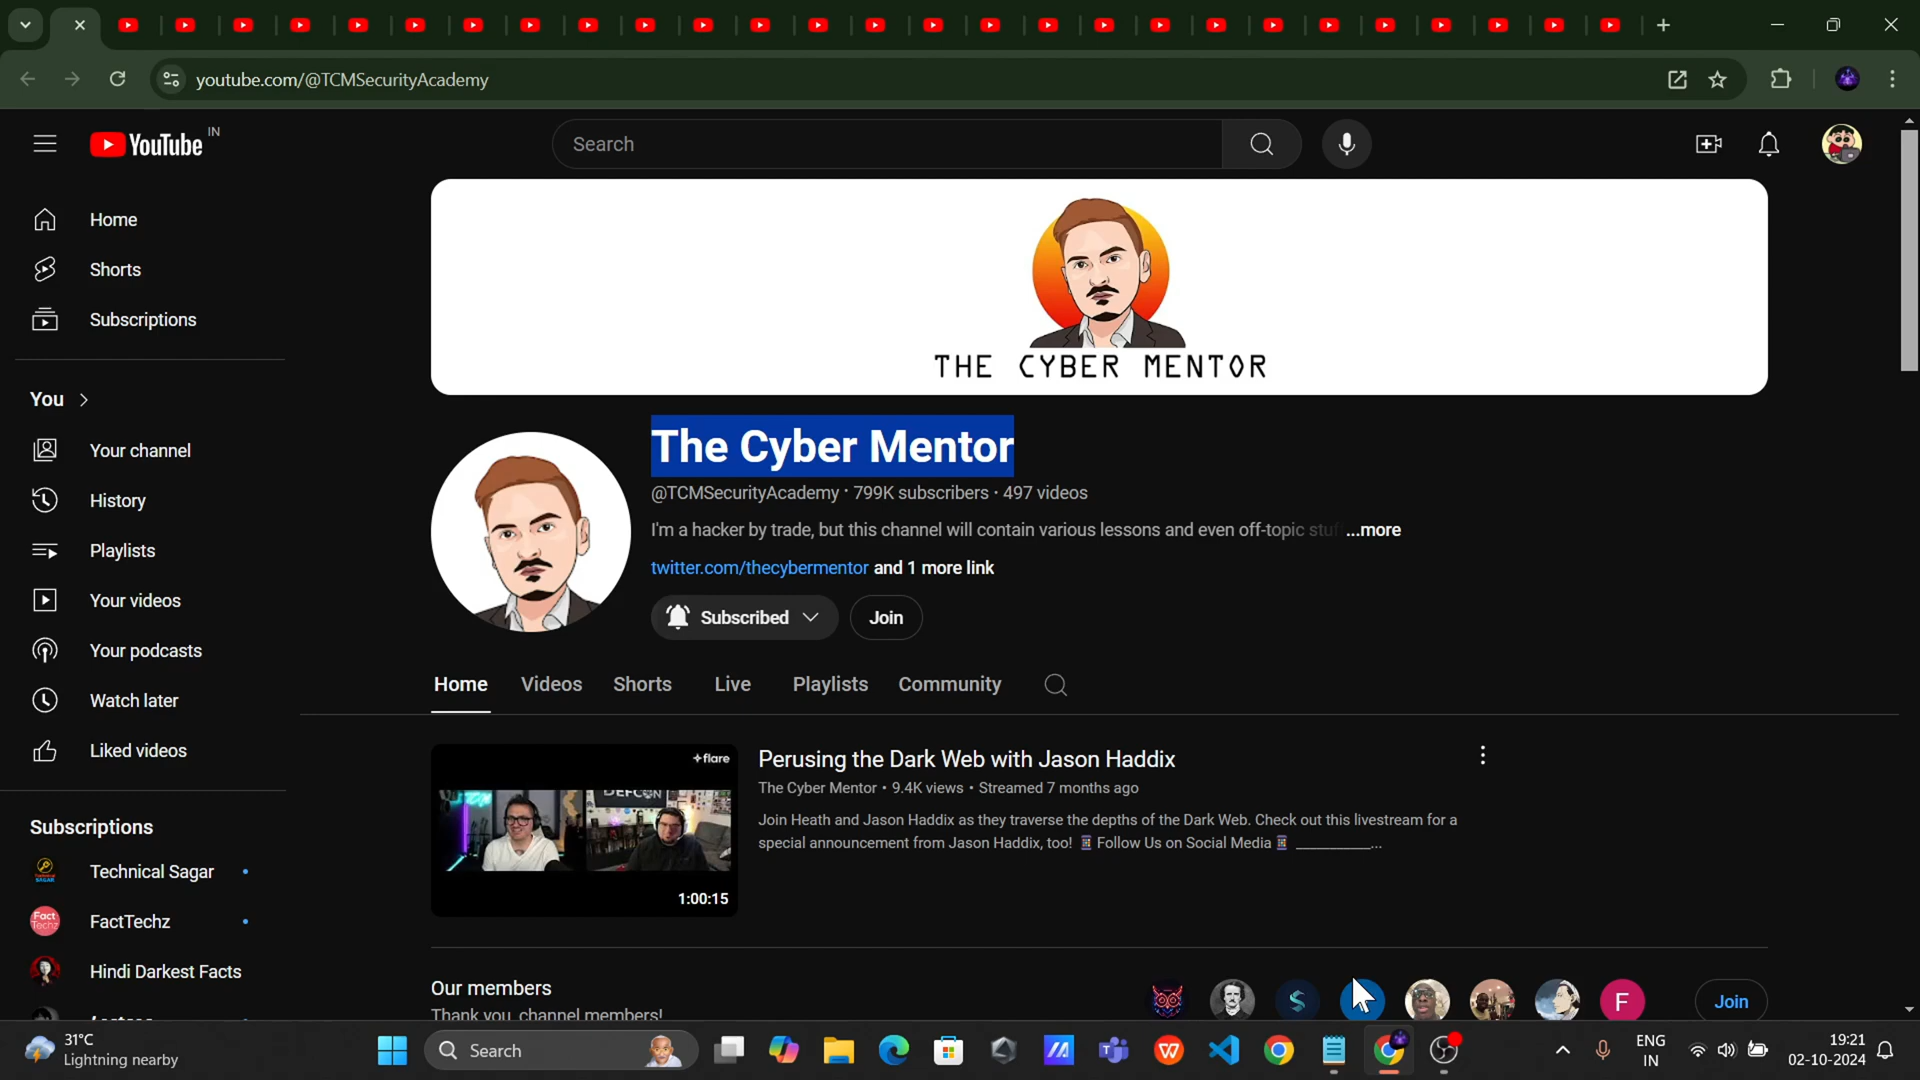 youtube.com/@TCMSecurityAcademy
YouTube IN
Search
Home
Shorts
Subscriptions
You
Your channel
History
Playlists
Your videos
Your podcasts
Watch later
Liked videos
Subscriptions
Technical Sagar
FactTechz
Hindi Darkest Facts
THE CYBER MENTOR
The Cyber Mentor
@TCMSecurityAcademy · 799K subscribers · 497 videos
I'm a hacker by trade, but this channel will contain various lessons and even off-topic stuf ...more
twitter.com/thecybermentor and 1 more link
Subscribed
Join
Home
Videos
Shorts
Live
Playlists
Community
flare
DEFCON
1:00:15
Perusing the Dark Web with Jason Haddix
The Cyber Mentor • 9.4K views • Streamed 7 months ago
Join Heath and Jason Haddix as they traverse the depths of the Dark Web. Check out this livestream for a
special announcement from Jason Haddix, too! Follow Us on Social Media ___________...
Our members
Thank you, channel members!
F
Join
31°C
Lightning nearby
Search
ENG
IN
19:21
02-10-2024